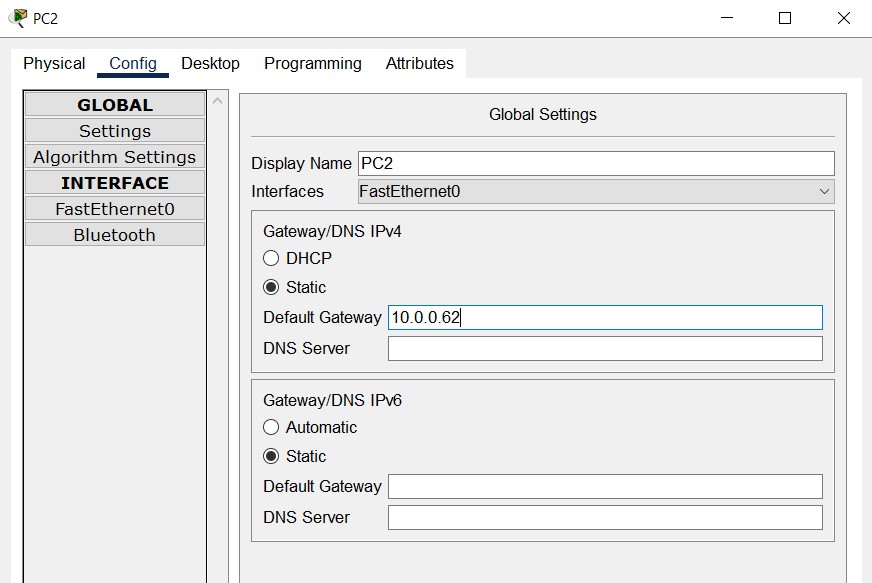 PC2
Physical Config Desktop Programming Attributes
GLOBAL
Settings
Algorithm Settings
INTERFACE
FastEthernet0
Bluetooth
Global Settings
Display Name PC2
Interfaces FastEthernet0
Gateway/DNS IPv4
DHCP
Static
Default Gateway 10.0.0.62
DNS Server
Gateway/DNS IPv6
Automatic
Static
Default Gateway
DNS Server